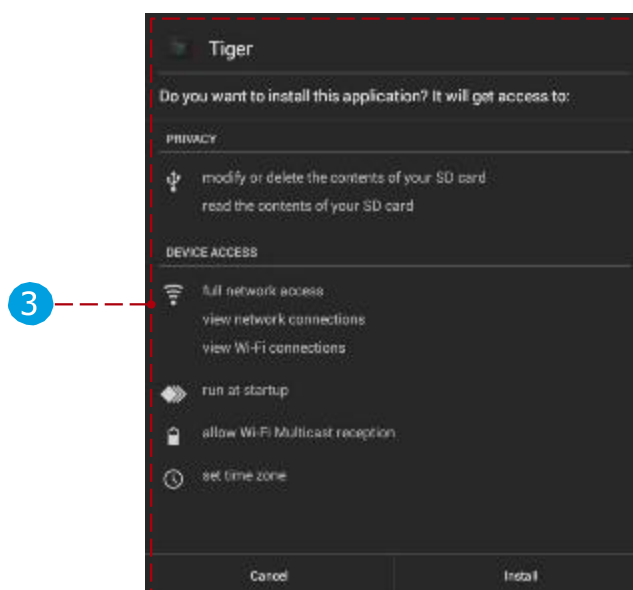 Tiger
Do you want to install this application? It will get access to:
PRIVACY
modify or delete the contents of your SD card
read the contents of your SD card
DEVICE ACCESS
3
full network access
view network connections
view Wi-Fi connections
run at startup
allow Wi-Fi Multicast reception
set time zone
Cancel
Install